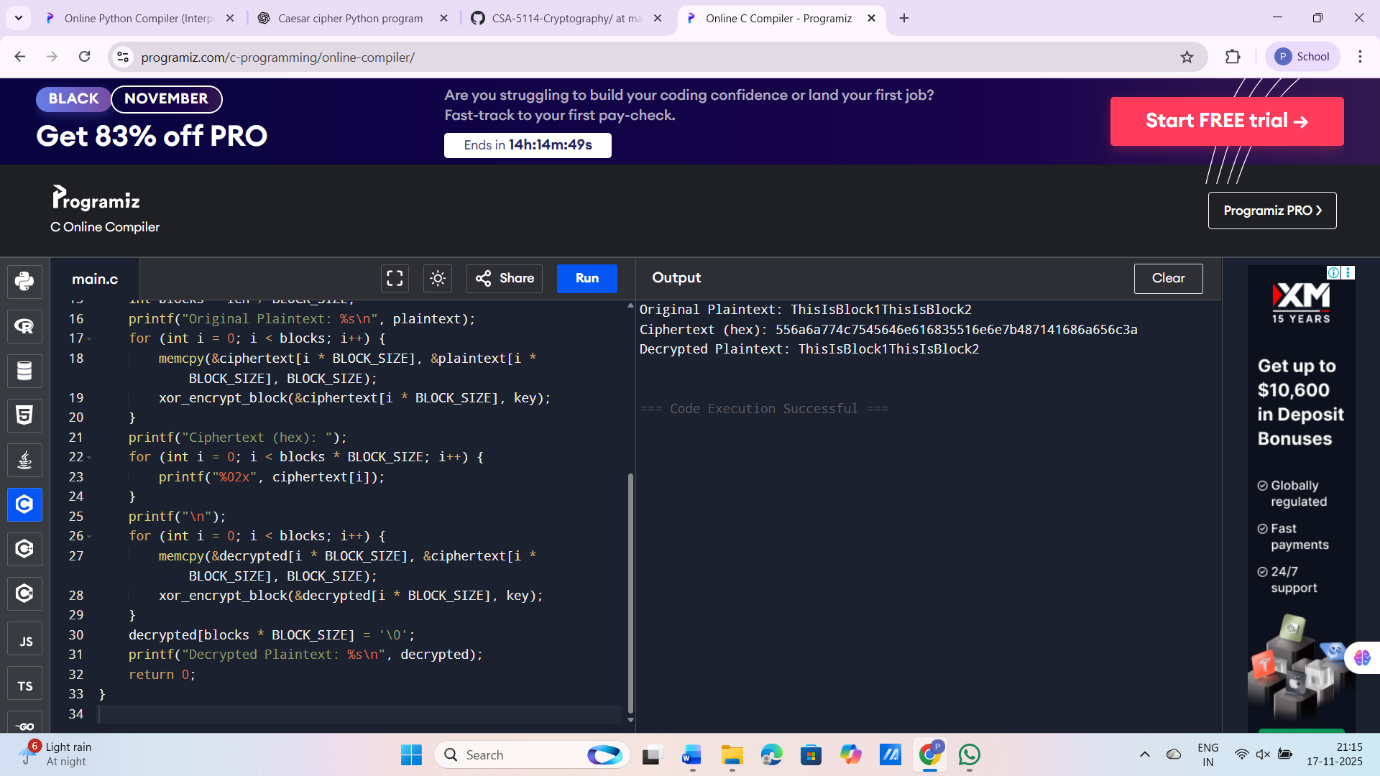 Online Python Compiler (Interp
Caesar cipher Python program
CSA-5114-Cryptography/ at ma
Online C Compiler - Programiz
programiz.com/c-programming/online-compiler/
P School
BLACK NOVEMBER
Get 83% off PRO
Are you struggling to build your coding confidence or land your first job?
Fast-track to your first pay-check.
Ends in 14h:14m:49s
Start FREE trial →
Programiz
C Online Compiler
Programiz PRO
main.c
Share
Run
Output
Clear
16 printf("Original Plaintext: %s\n", plaintext);
17 for (int i = 0; i < blocks; i++) {
18 memcpy(&ciphertext[i * BLOCK_SIZE], &plaintext[i *
BLOCK_SIZE], BLOCK_SIZE);
19 xor_encrypt_block(&ciphertext[i * BLOCK_SIZE], key);
20 }
21 printf("Ciphertext (hex): ");
22 for (int i = 0; i < blocks * BLOCK_SIZE; i++) {
23 printf("%02x", ciphertext[i]);
24 }
25 printf("\n");
26 for (int i = 0; i < blocks; i++) {
27 memcpy(&decrypted[i * BLOCK_SIZE], &ciphertext[i *
BLOCK_SIZE], BLOCK_SIZE);
28 xor_encrypt_block(&decrypted[i * BLOCK_SIZE], key);
29 }
30 decrypted[blocks * BLOCK_SIZE] = '\0';
31 printf("Decrypted Plaintext: %s\n", decrypted);
32 return 0;
33 }
34
Original Plaintext: ThisIsBlock1ThisIsBlock2
Ciphertext (hex): 556a6a774c7545646e616835516e6e7b487141686a656c3a
Decrypted Plaintext: ThisIsBlock1ThisIsBlock2
=== Code Execution Successful ===
JS
TS
GO
XM
15 YEARS
Get up to
$10,600
in Deposit
Bonuses
Globally
regulated
Fast
payments
24/7
support
6
Light rain
At night
Search
ENG
IN
21:15
17-11-2025